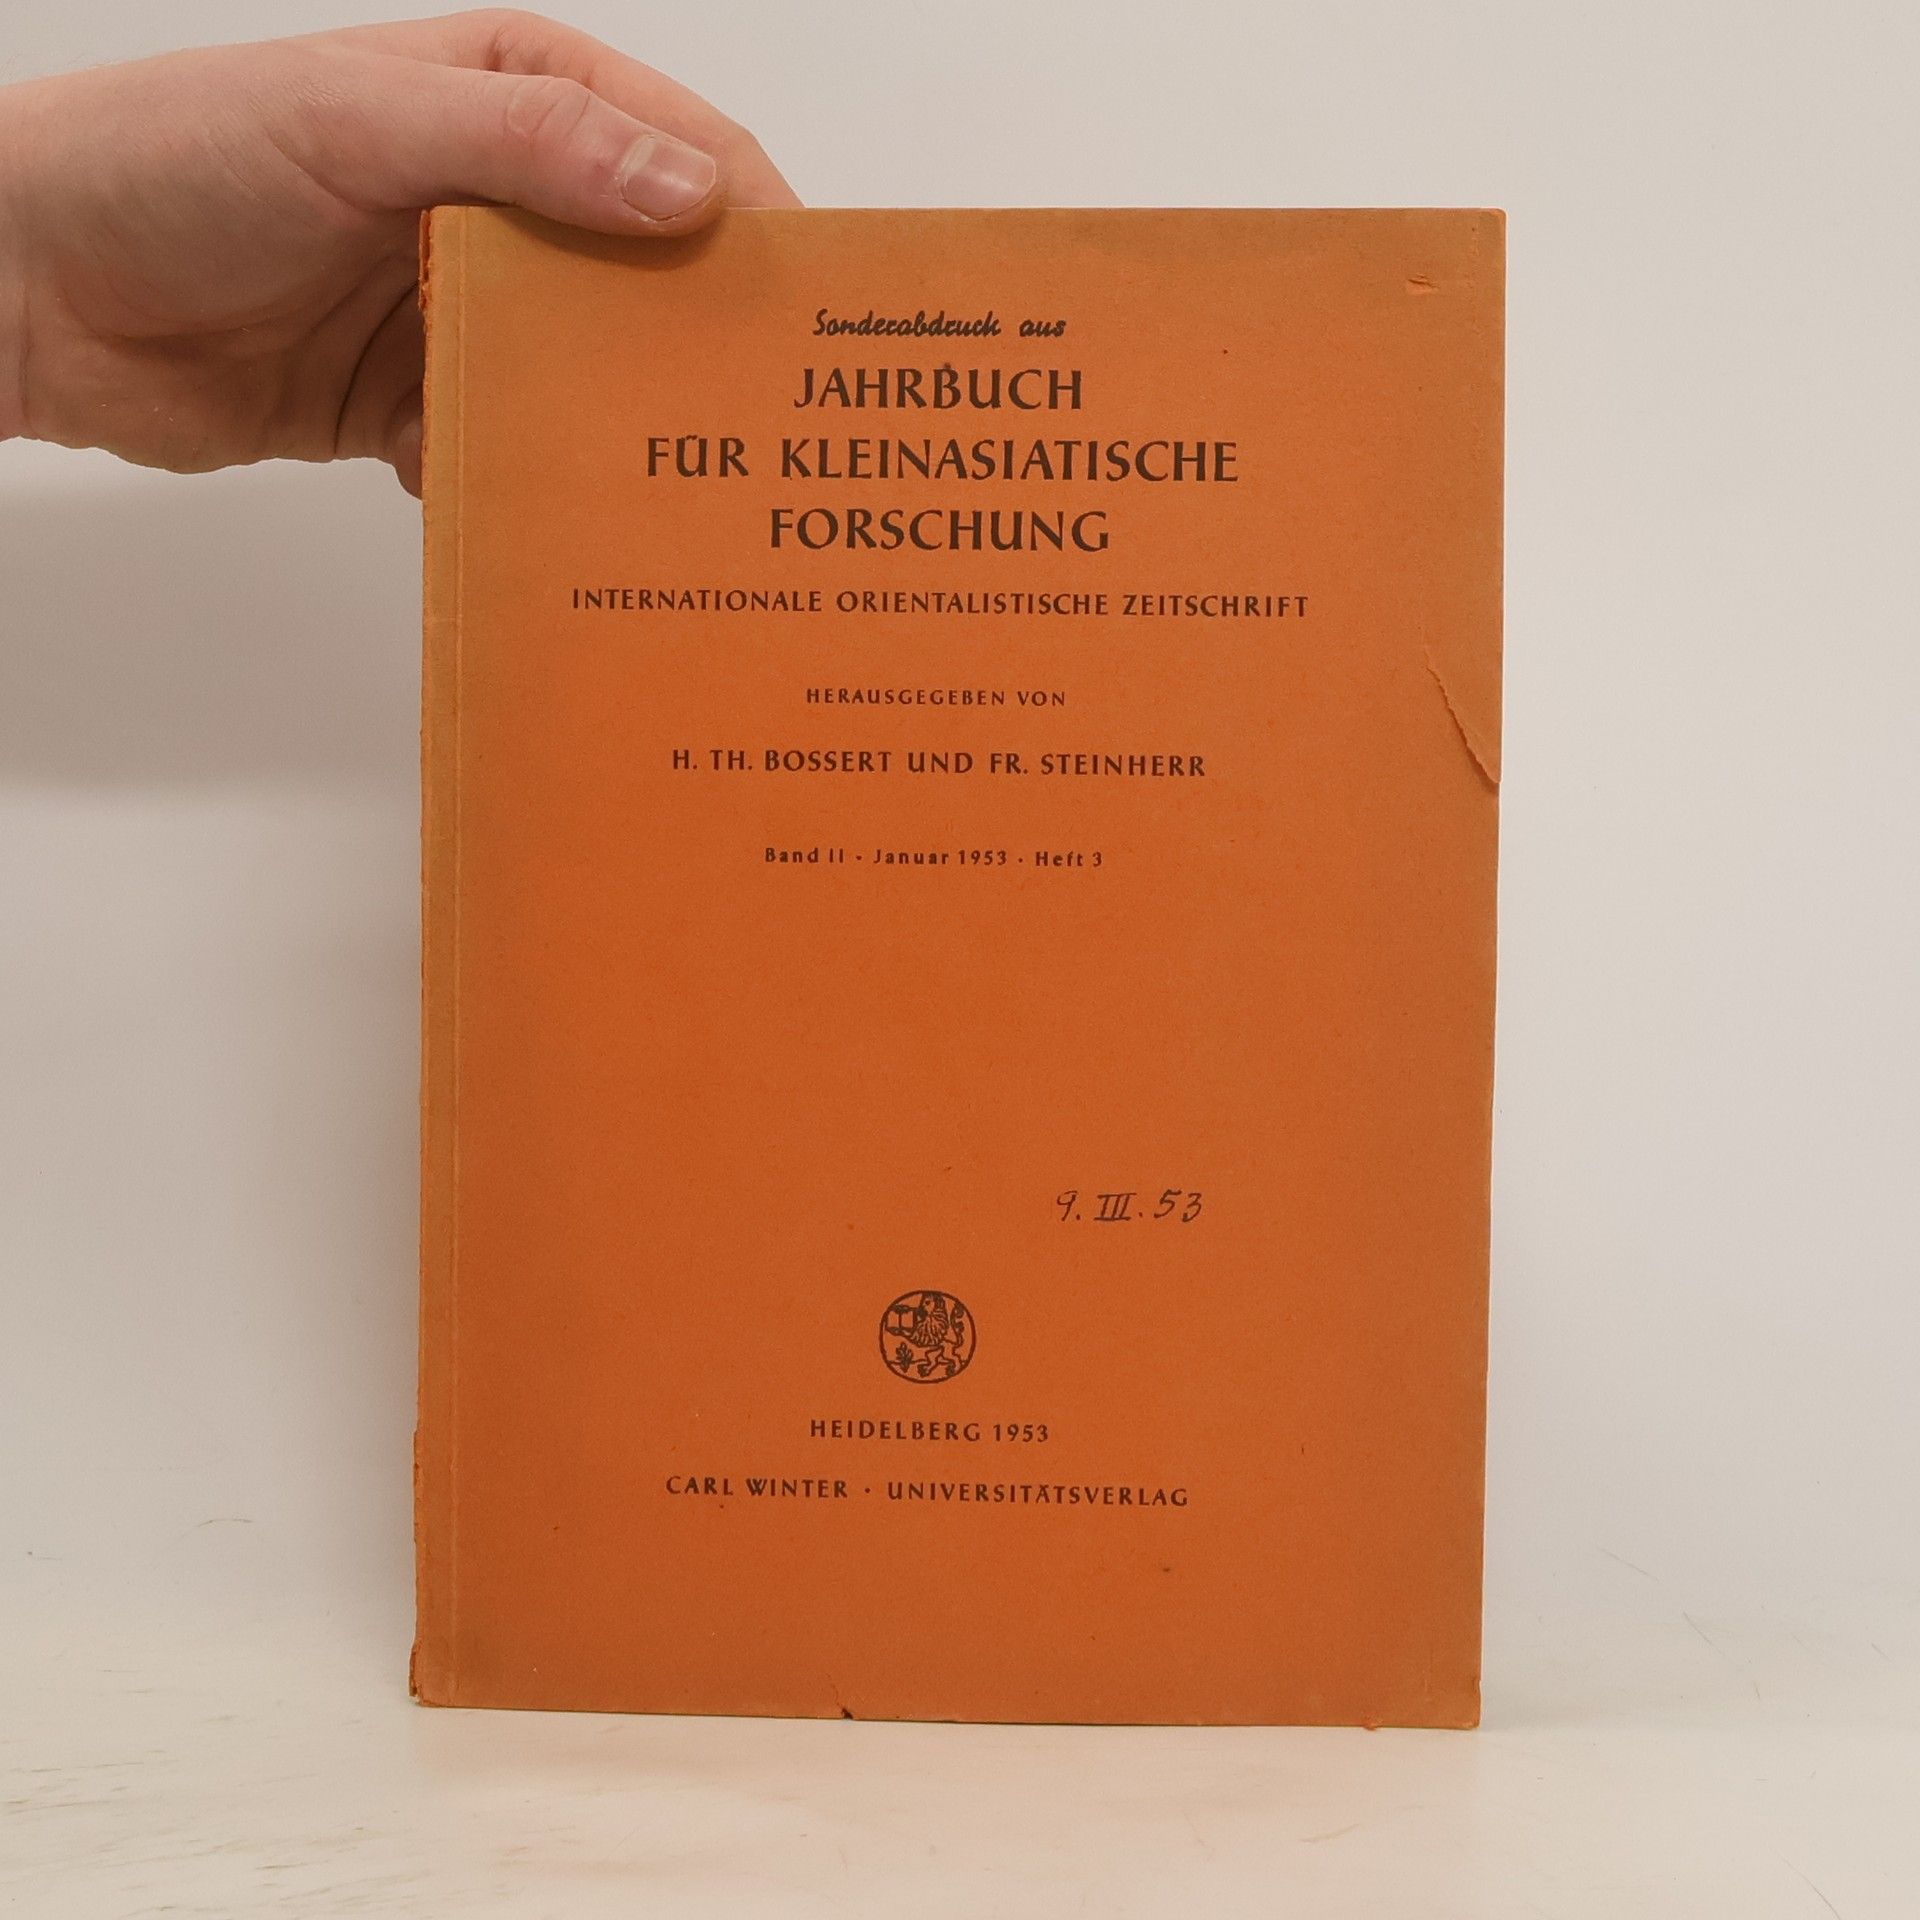 Sonderabdruck aus
JAHRBUCH
FÜR KLEINASIATISCHE
FORSCHUNG
INTERNATIONALE ORIENTALISTISCHE ZEITSCHRIFT
HERAUSGEGEBEN VON
H. TH. BOSSERT UND FR. STEINHERR
Band II · Januar 1953 · Heft 3
9. III. 53
HEIDELBERG 1953
CARL WINTER · UNIVERSITÄTSVERLAG